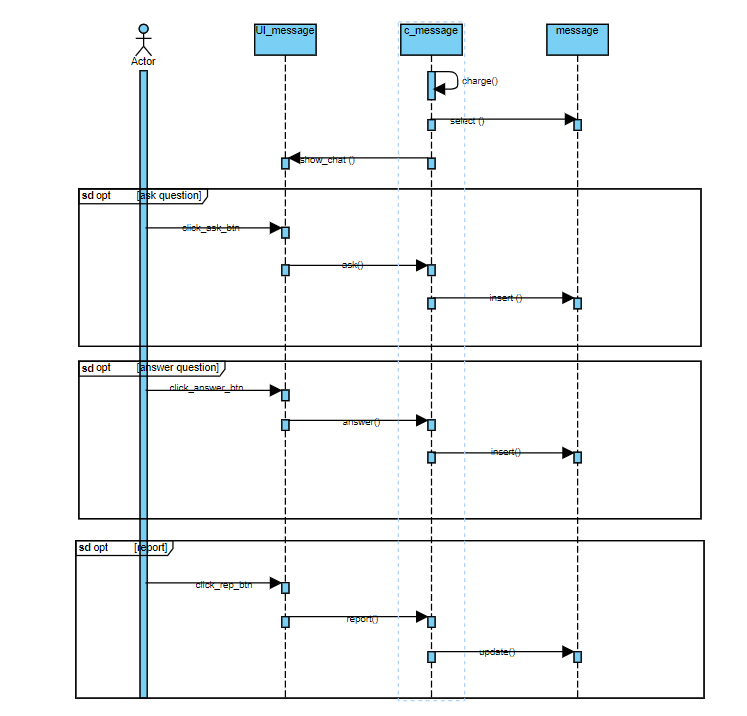 UI_message
c_message
message
Actor
charge()
select ()
show_chat ()
sd opt [ask question]
click_ask_btn
ask()
insert ()
sd opt [answer question]
click_answer_btn
answer()
insert()
sd opt [report]
click_rep_btn
report()
update()